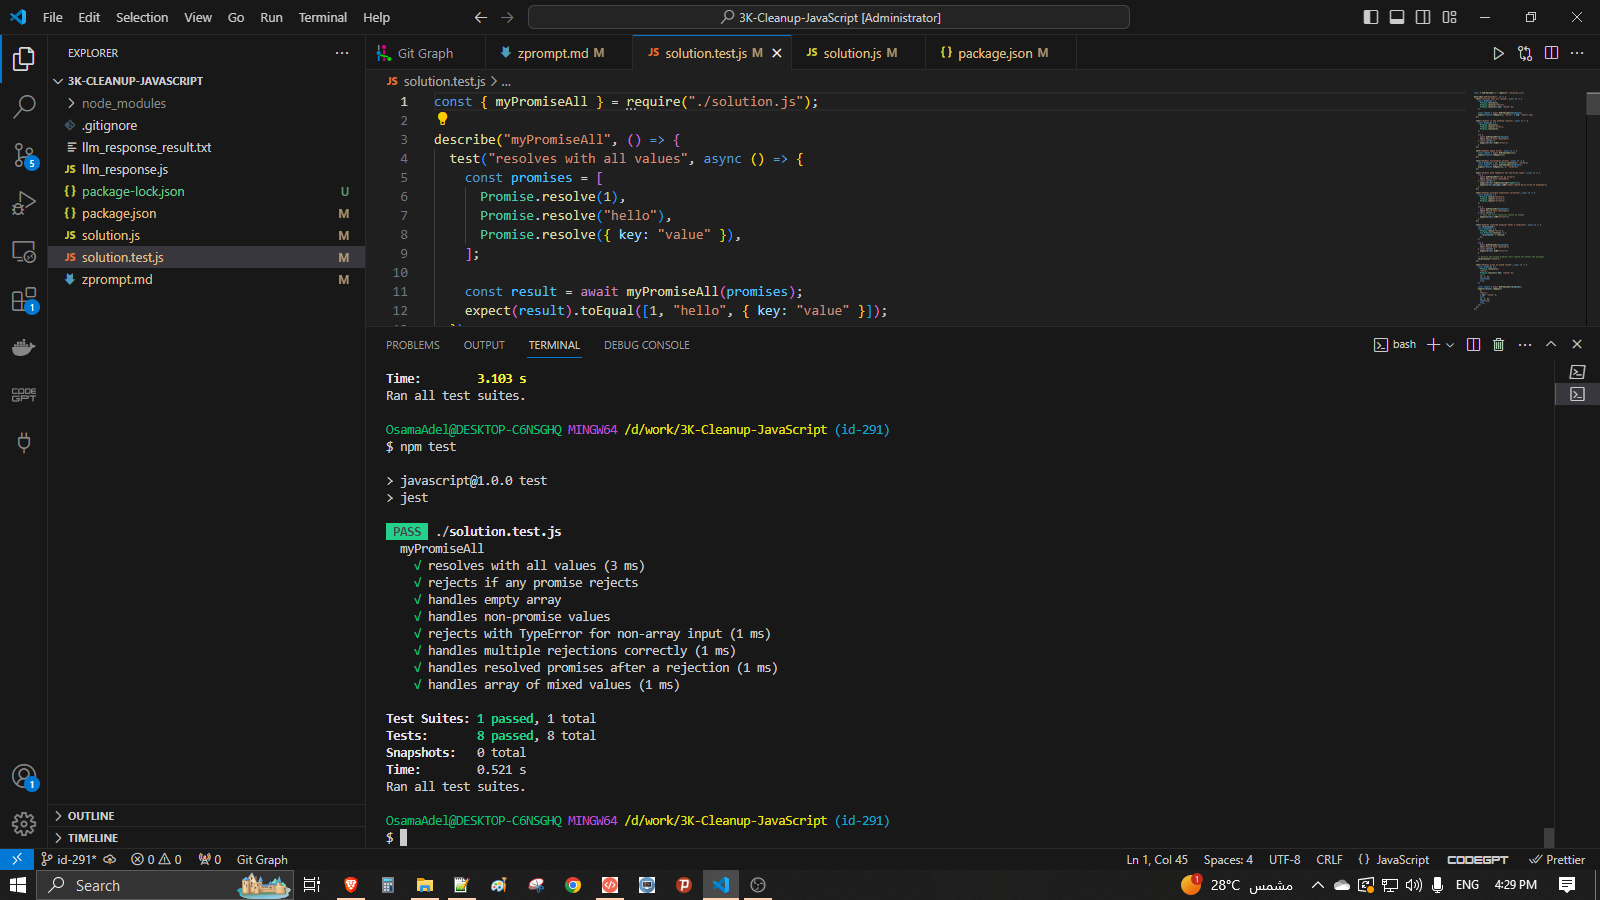 File Edit Selection View Go Run Terminal Help
3K-Cleanup-JavaScript [Administrator]
EXPLORER
3K-CLEANUP-JAVASCRIPT
node_modules
.gitignore
llm_response_result.txt
llm_response.js
package-lock.json U
package.json M
solution.js M
solution.test.js M
zprompt.md M
OUTLINE
TIMELINE
5
1
CODE
GPT
1
Git Graph
zprompt.md M
JS solution.test.js M
JS solution.js M
{} package.json M
JS solution.test.js > ...
1 const { myPromiseAll } = require("./solution.js");
2
3 describe("myPromiseAll", () => {
4 test("resolves with all values", async () => {
5 const promises = [
6 Promise.resolve(1),
7 Promise.resolve("hello"),
8 Promise.resolve({ key: "value" }),
9 ];
10
11 const result = await myPromiseAll(promises);
12 expect(result).toEqual([1, "hello", { key: "value" }]);
PROBLEMS OUTPUT TERMINAL DEBUG CONSOLE
bash
Time: 3.103 s
Ran all test suites.
OsamaAdel@DESKTOP-C6NSGHQ MINGW64 /d/work/3K-Cleanup-JavaScript (id-291)
$ npm test
> javascript@1.0.0 test
> jest
PASS ./solution.test.js
myPromiseAll
√ resolves with all values (3 ms)
√ rejects if any promise rejects
√ handles empty array
√ handles non-promise values
√ rejects with TypeError for non-array input (1 ms)
√ handles multiple rejections correctly (1 ms)
√ handles resolved promises after a rejection (1 ms)
√ handles array of mixed values (1 ms)
Test Suites: 1 passed, 1 total
Tests: 8 passed, 8 total
Snapshots: 0 total
Time: 0.521 s
Ran all test suites.
OsamaAdel@DESKTOP-C6NSGHQ MINGW64 /d/work/3K-Cleanup-JavaScript (id-291)
$
id-291* 0 0 0 Git Graph
Ln 1, Col 45 Spaces: 4 UTF-8 CRLF {} JavaScript CODEGPT Prettier
Search
1 28°C مشمس ENG 4:29 PM